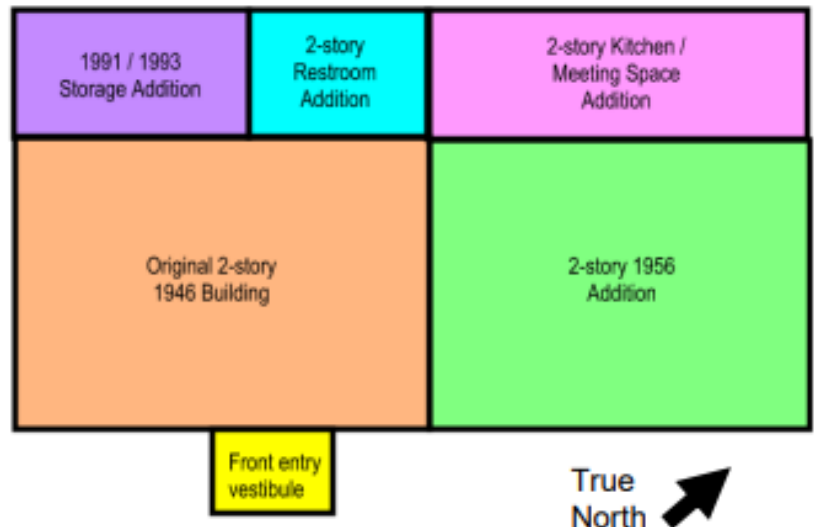 1991 / 1993
Storage Addition
2-story
Restroom
Addition
2-story Kitchen /
Meeting Space
Addition
Original 2-story
1946 Building
2-story 1956
Addition
Front entry
vestibule
True
North